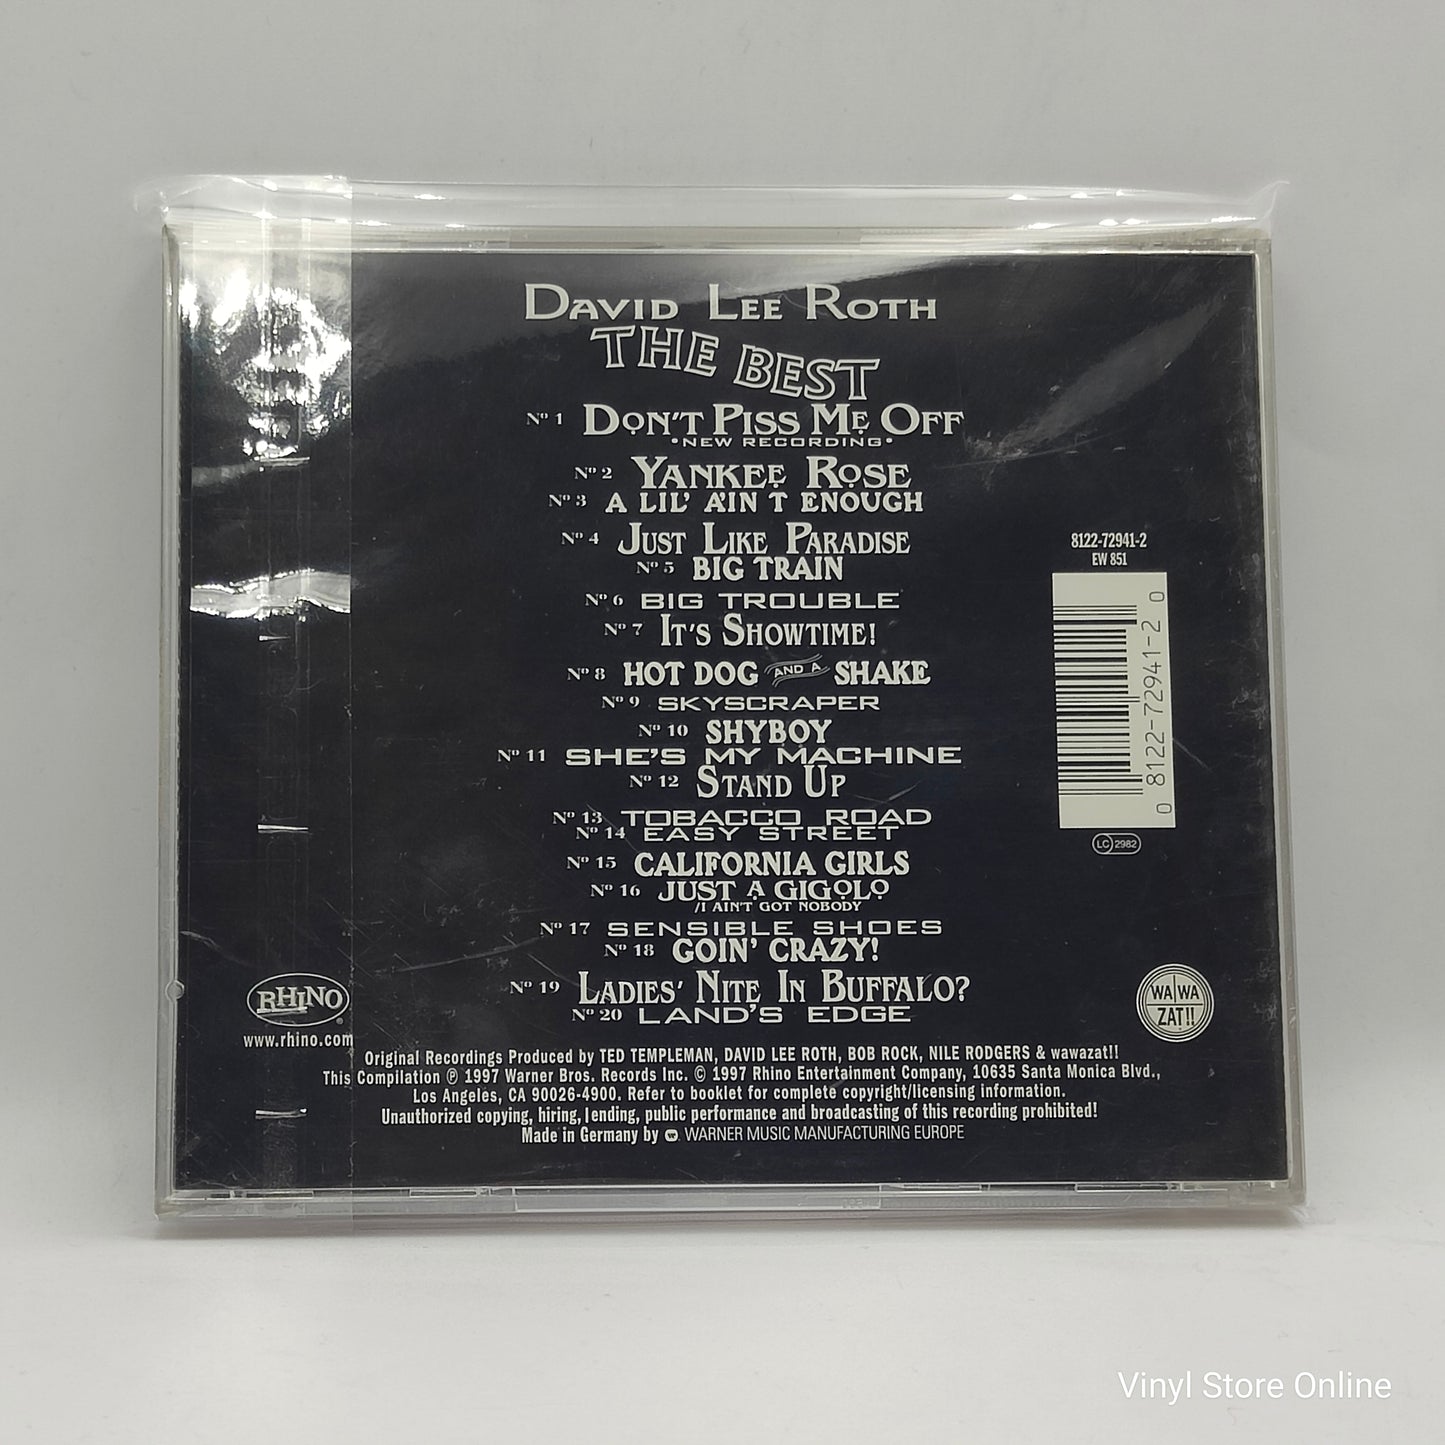 DAVID LEE ROTH
THE BEST
Nº 1 DON'T PISS ME OFF
•NEW RECORDING•
Nº 2 YANKEE ROSE
Nº 3 A LIL' AIN'T ENOUGH
Nº 4 JUST LIKE PARADISE
Nº 5 BIG TRAIN
Nº 6 BIG TROUBLE
Nº 7 IT'S SHOWTIME!
Nº 8 HOT DOG AND A SHAKE
Nº 9 SKYSCRAPER
Nº 10 SHYBOY
Nº 11 SHE'S MY MACHINE
Nº 12 STAND UP
Nº 13 TOBACCO ROAD
Nº 14 EASY STREET
Nº 15 CALIFORNIA GIRLS
Nº 16 JUST A GIGOLO
/I AIN'T GOT NOBODY
Nº 17 SENSIBLE SHOES
Nº 18 GOIN' CRAZY!
Nº 19 LADIES' NITE IN BUFFALO?
Nº 20 LAND'S EDGE
8122-72941-2
EW 851
0 8122-72941-2 0
LC 2982
RHINO
www.rhino.com
WA WA
ZAT!!
Original Recordings Produced by TED TEMPLEMAN, DAVID LEE ROTH, BOB ROCK, NILE RODGERS & wawazat!!
This Compilation ℗ 1997 Warner Bros. Records Inc. © 1997 Rhino Entertainment Company, 10635 Santa Monica Blvd.,
Los Angeles, CA 90026-4900. Refer to booklet for complete copyright/licensing information.
Unauthorized copying, hiring, lending, public performance and broadcasting of this recording prohibited!
Made in Germany by WARNER MUSIC MANUFACTURING EUROPE
Vinyl Store Online